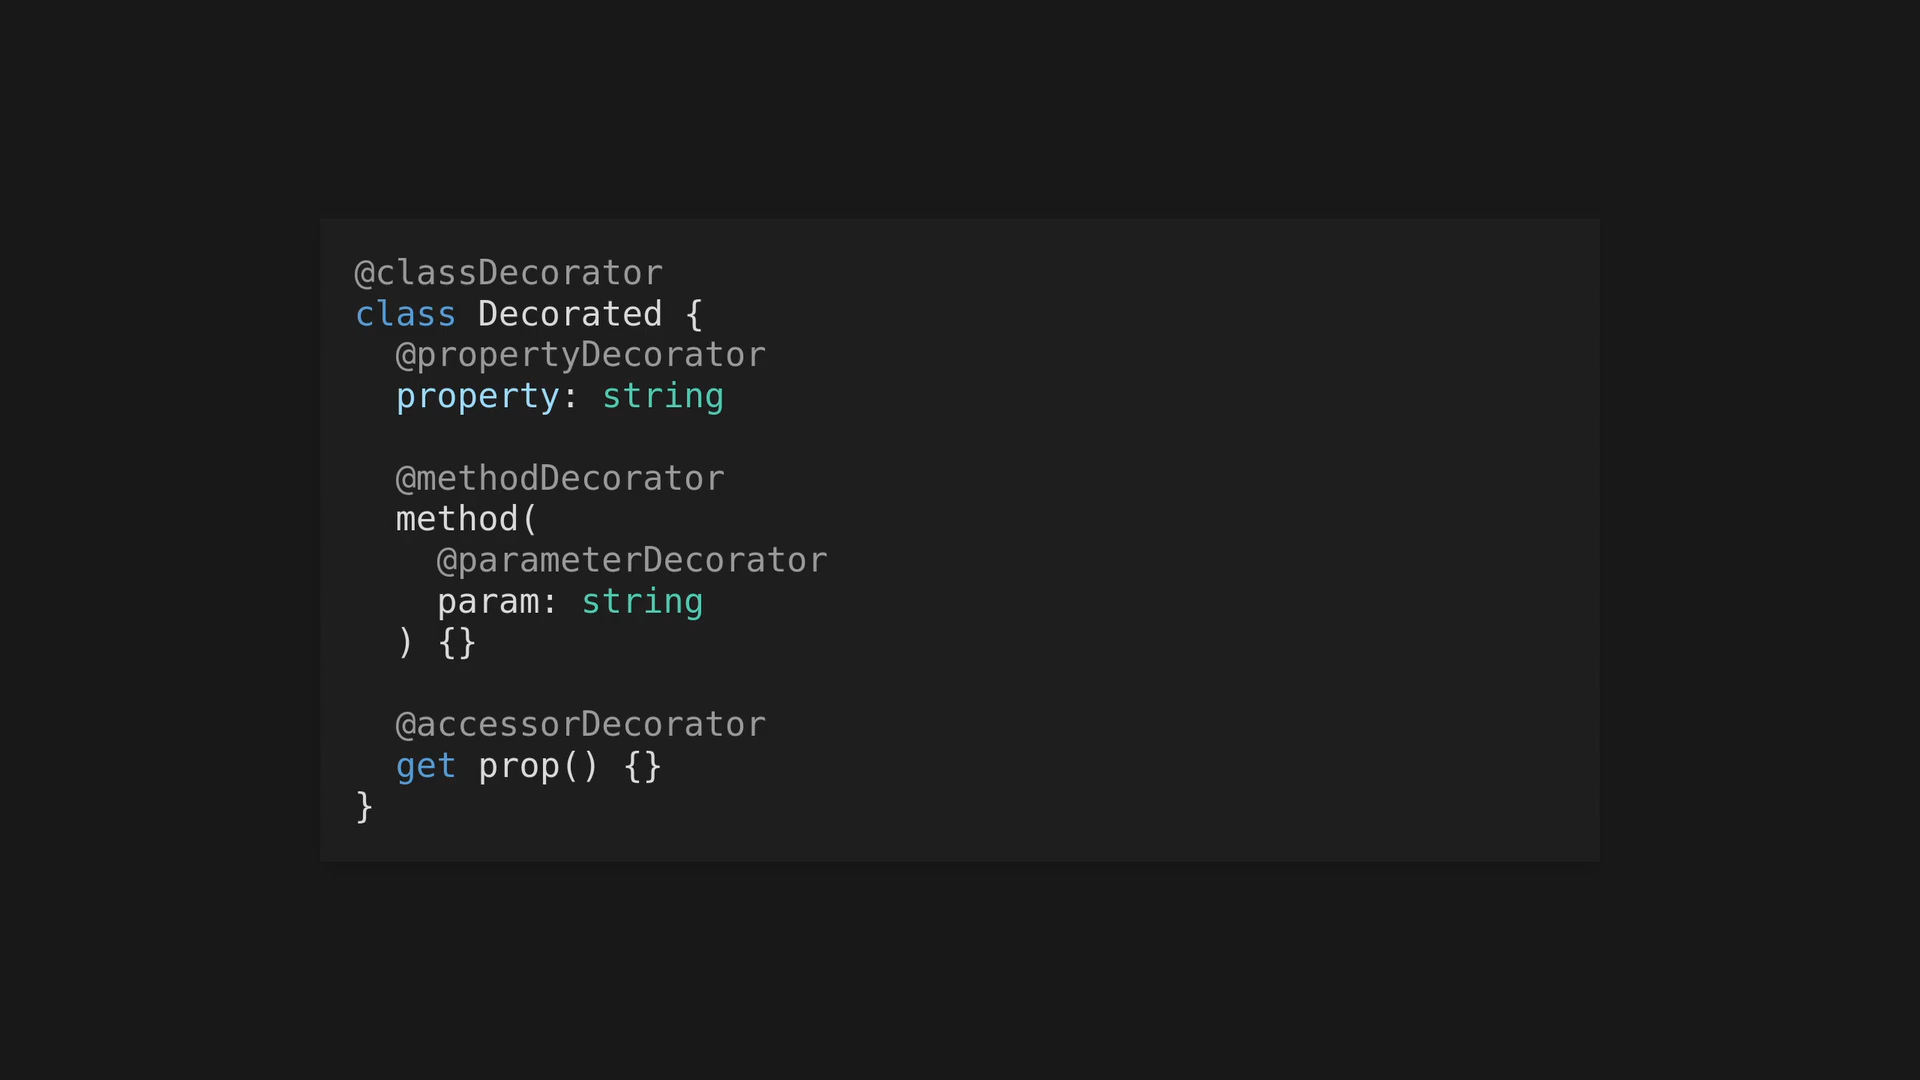 @classDecorator
class Decorated {
  @propertyDecorator
  property: string

  @methodDecorator
  method(
    @parameterDecorator
    param: string
  ) {}

  @accessorDecorator
  get prop() {}
}